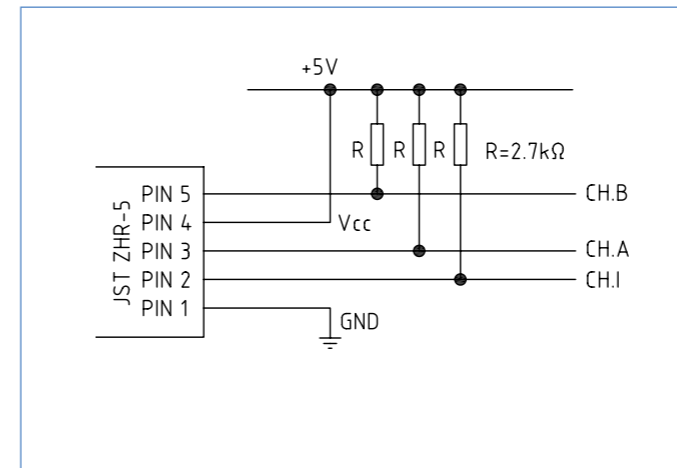 +5V
R R R R=2.7kΩ
PIN 5 CH.B
PIN 4 Vcc
PIN 3 CH.A
PIN 2 CH.I
PIN 1 GND
JST ZHR-5